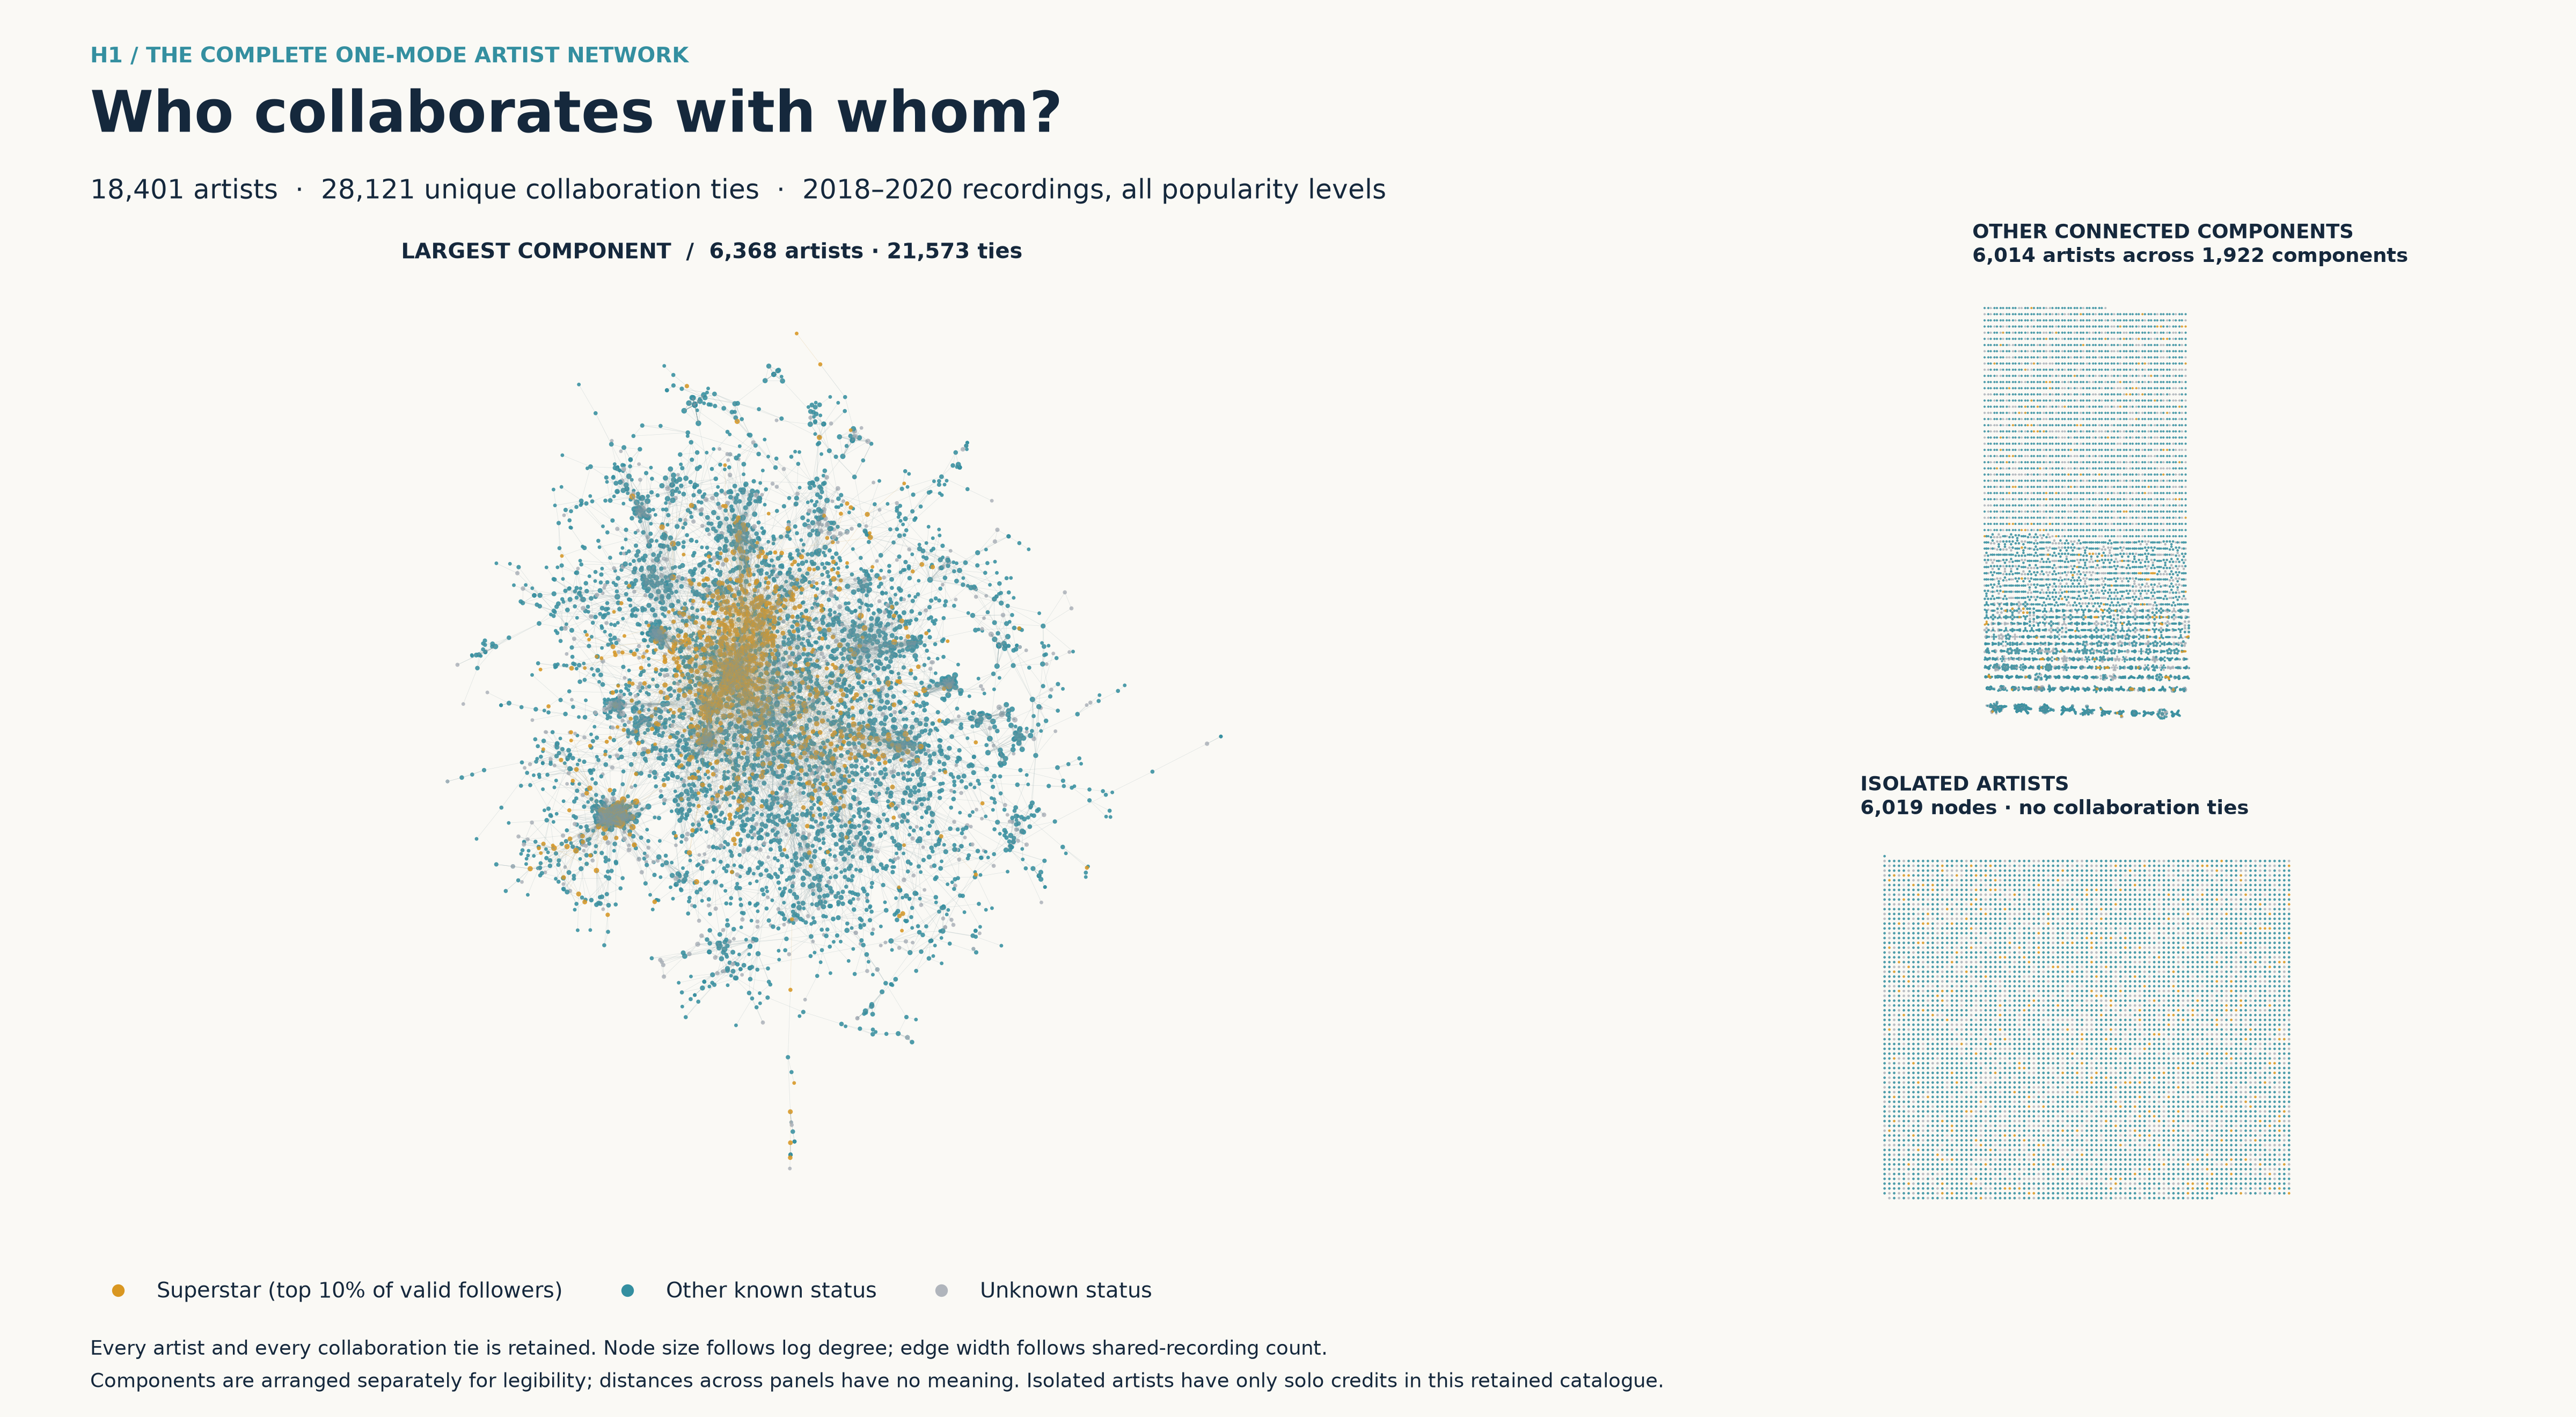 H1 / THE COMPLETE ONE-MODE ARTIST NETWORK
Who collaborates with whom?
18,401 artists · 28,121 unique collaboration ties · 2018–2020 recordings, all popularity levels
LARGEST COMPONENT / 6,368 artists · 21,573 ties
OTHER CONNECTED COMPONENTS
6,014 artists across 1,922 components
ISOLATED ARTISTS
6,019 nodes · no collaboration ties
Superstar (top 10% of valid followers)
Other known status
Unknown status
Every artist and every collaboration tie is retained. Node size follows log degree; edge width follows shared-recording count.
Components are arranged separately for legibility; distances across panels have no meaning. Isolated artists have only solo credits in this retained catalogue.